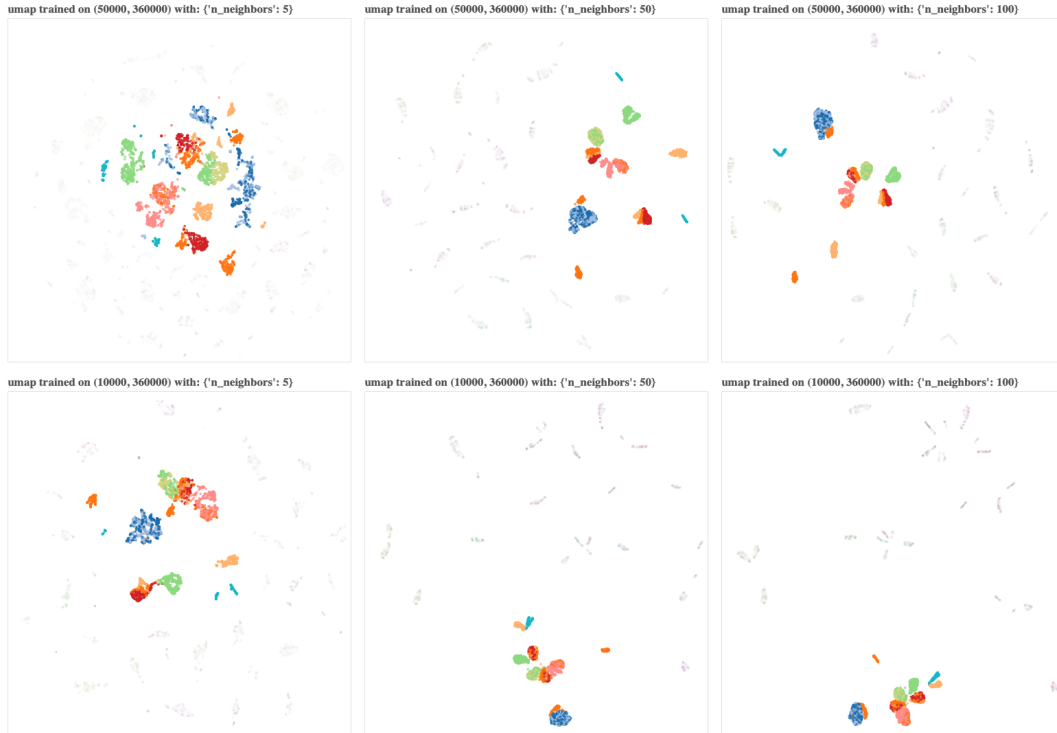 umap trained on (50000, 360000) with: {'n_neighbors': 5}
umap trained on (50000, 360000) with: {'n_neighbors': 50}
umap trained on (50000, 360000) with: {'n_neighbors': 100}
umap trained on (10000, 360000) with: {'n_neighbors': 5}
umap trained on (10000, 360000) with: {'n_neighbors': 50}
umap trained on (10000, 360000) with: {'n_neighbors': 100}